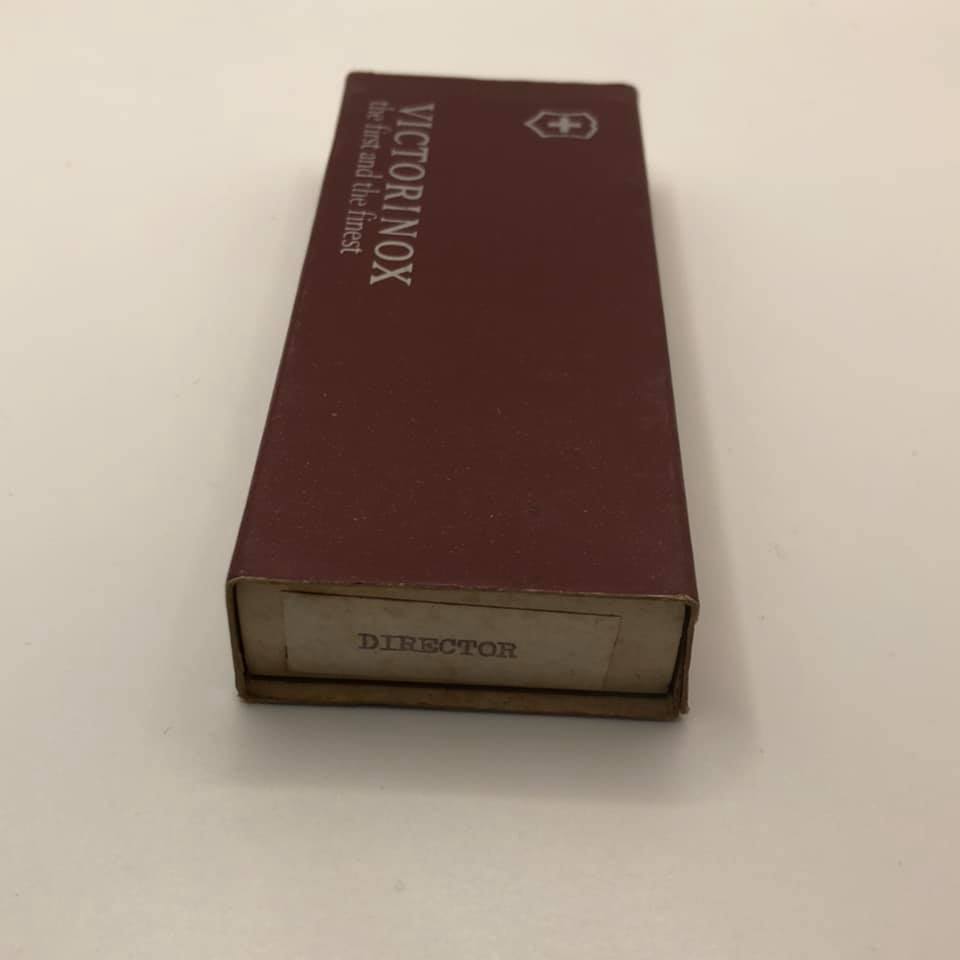 VICTORINOX
the first and the finest
DIRECTOR